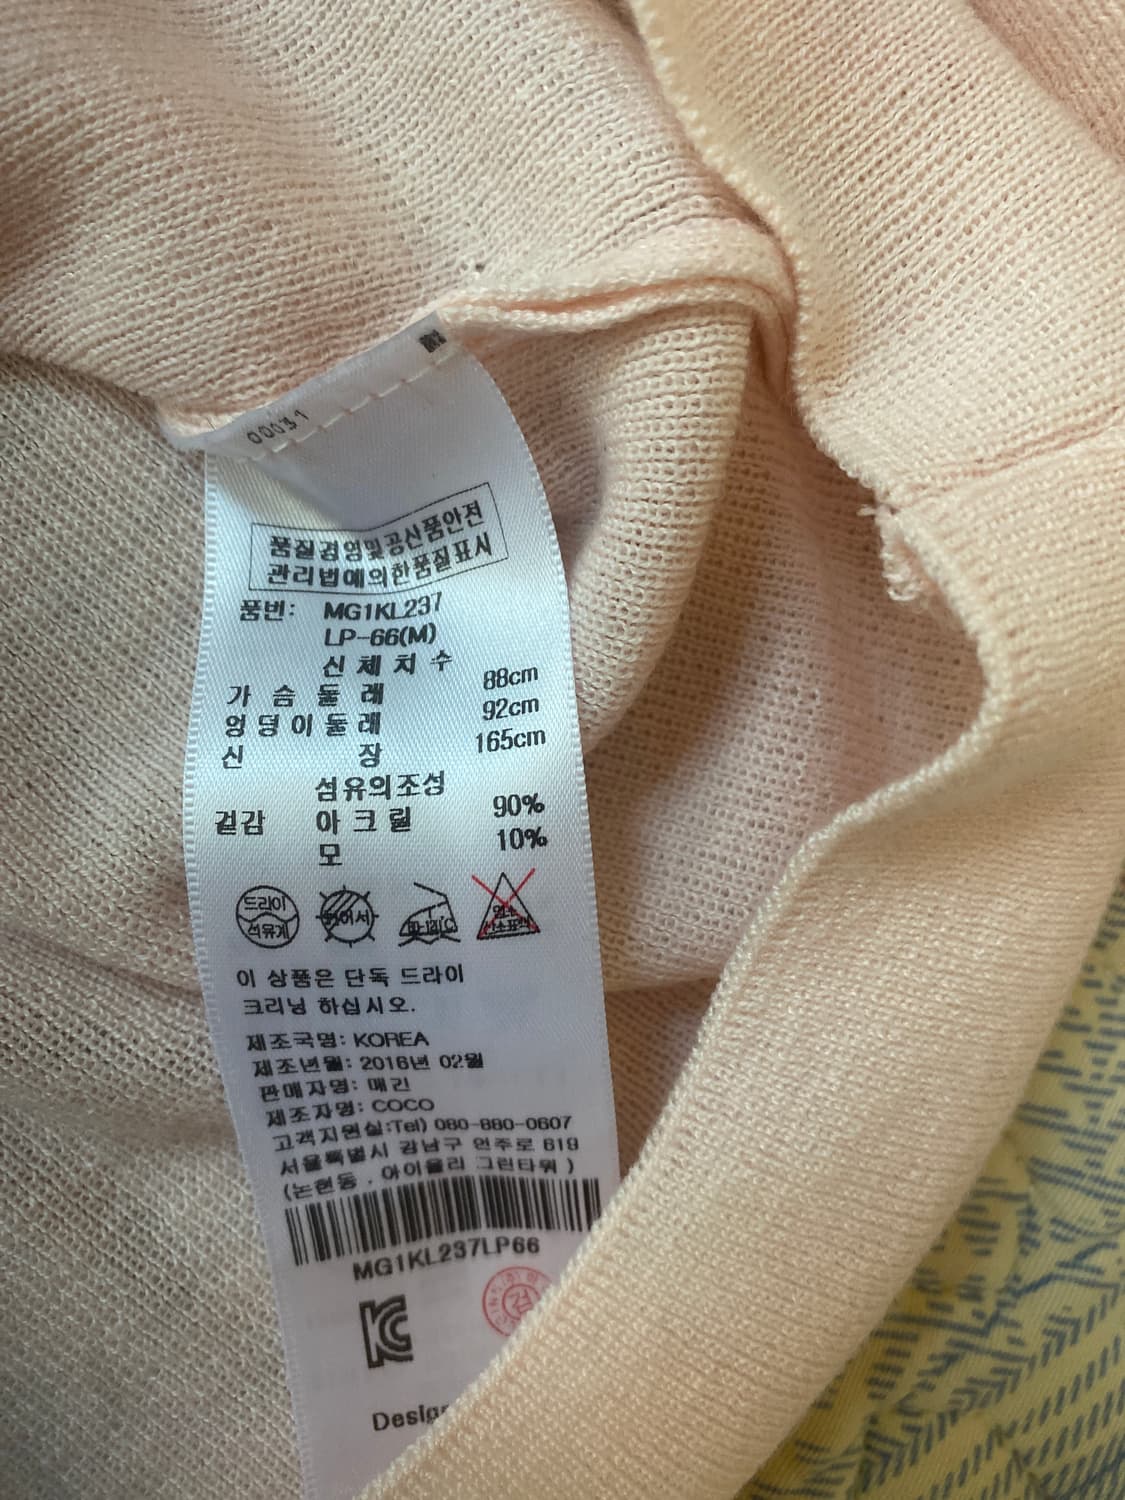 00031
품질경영및공산품안전
관리법에의한품질표시
품번: MG1KL237
LP-66(M)
신체치수
가슴둘레 88cm
엉덩이둘레 92cm
신장 165cm
섬유의조성
겉감 아크릴 90%
모 10%
드라이
석유계
이 상품은 단독 드라이
크리닝 하십시오.
제조국명: KOREA
제조년월: 2016년 02월
판매자명: 매긴
제조자명: COCO
고객지원실:Tel) 080-880-0607
서울특별시 강남구 언주로 619
(논현동 . 아이올리 그린타워 )
MG1KL237LP66
KC
검